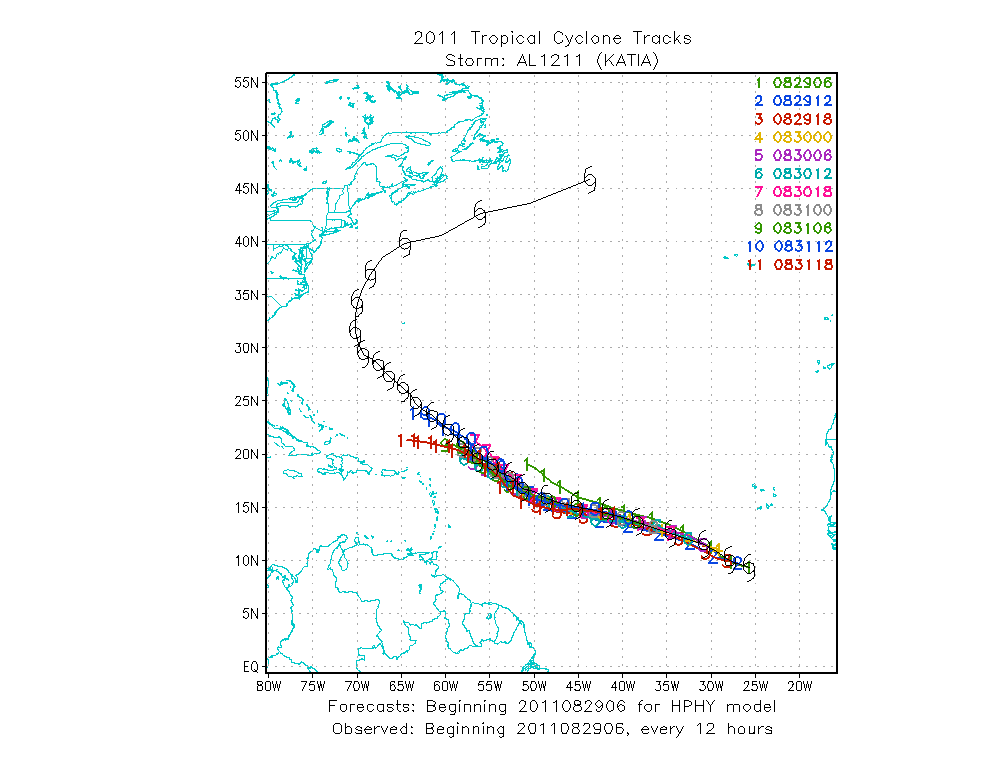 2011 Tropical Cyclone Tracks
Storm: AL1211 (KATIA)
1 082906
2 082912
3 082918
4 083000
5 083006
6 083012
7 083018
8 083100
9 083106
10 083112
11 083118
55N
50N
45N
40N
35N
30N
25N
20N
15N
10N
5N
EQ
80W 75W 70W 65W 60W 55W 50W 45W 40W 35W 30W 25W 20W
Forecasts: Beginning 2011082906 for HPHY model
Observed: Beginning 2011082906, every 12 hours